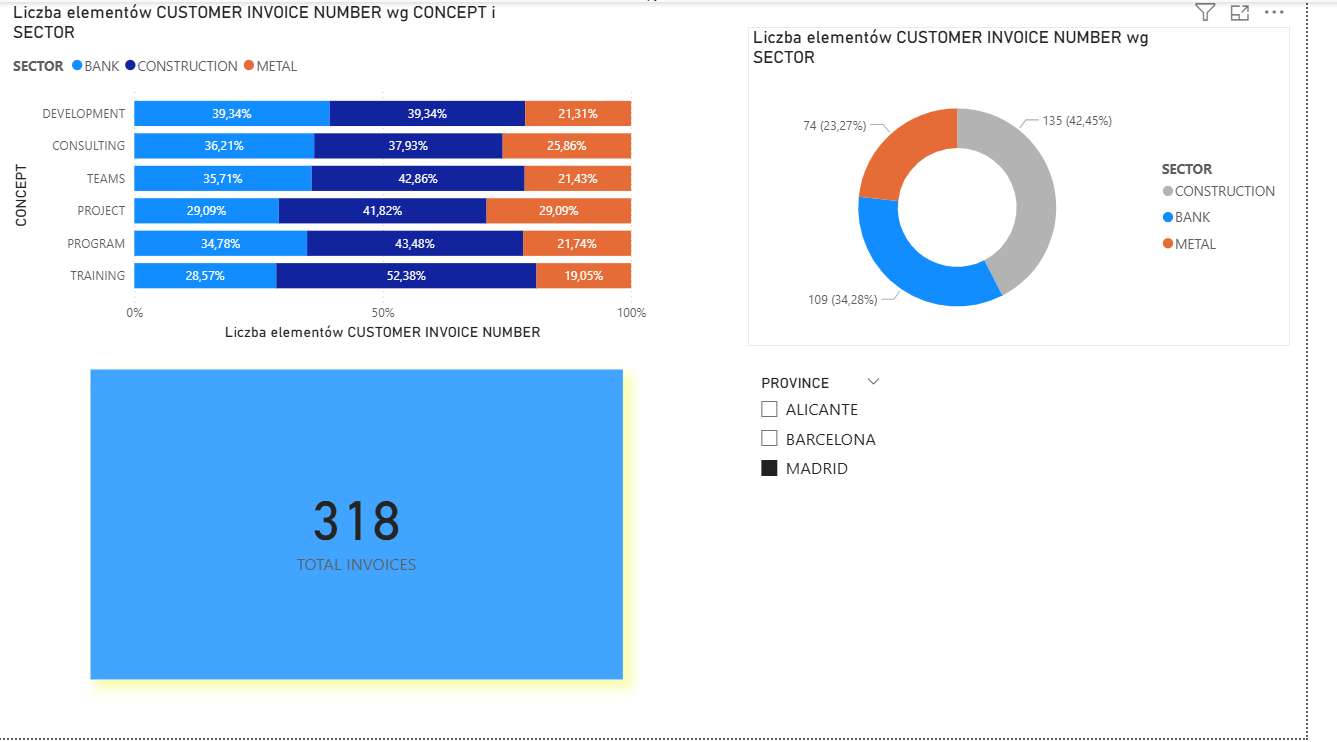 Liczba elementów CUSTOMER INVOICE NUMBER wg CONCEPT i
SECTOR
SECTOR BANK CONSTRUCTION METAL
CONCEPT
DEVELOPMENT 39,34% 39,34% 21,31%
CONSULTING 36,21% 37,93% 25,86%
TEAMS 35,71% 42,86% 21,43%
PROJECT 29,09% 41,82% 29,09%
PROGRAM 34,78% 43,48% 21,74%
TRAINING 28,57% 52,38% 19,05%
0% 50% 100%
Liczba elementów CUSTOMER INVOICE NUMBER
Liczba elementów CUSTOMER INVOICE NUMBER wg
SECTOR
74 (23,27%)
135 (42,45%)
109 (34,28%)
SECTOR
CONSTRUCTION
BANK
METAL
318
TOTAL INVOICES
PROVINCE
ALICANTE
BARCELONA
MADRID